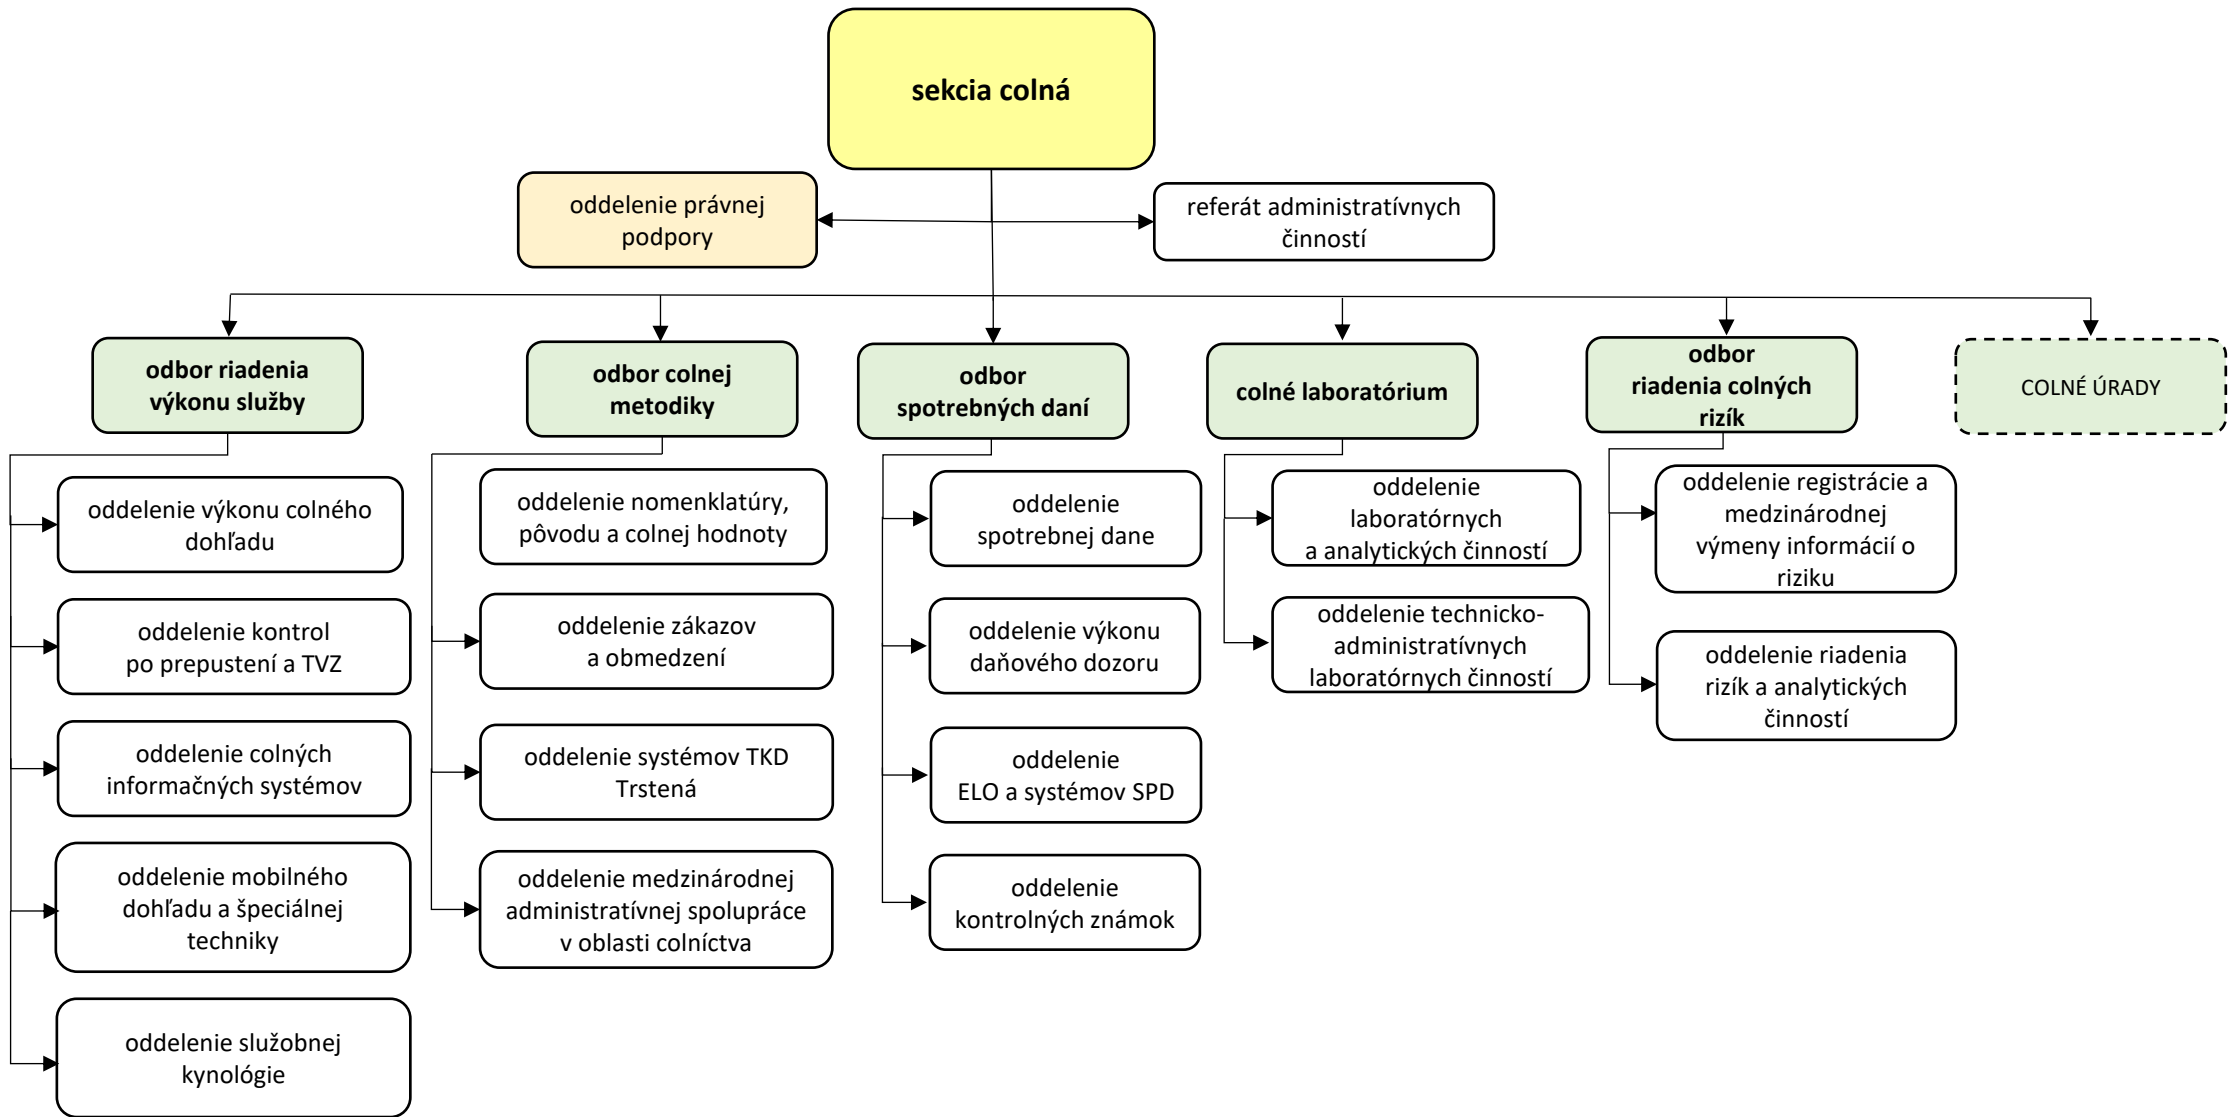 sekcia colná
oddelenie právnej
podpory
referát administratívnych
činností
odbor riadenia
výkonu služby
odbor colnej
metodiky
odbor
spotrebných daní
colné laboratórium
odbor
riadenia colných
rizík
COLNÉ ÚRADY
oddelenie výkonu colného
dohľadu
oddelenie kontrol
po prepustení a TVZ
oddelenie colných
informačných systémov
oddelenie mobilného
dohľadu a špeciálnej
techniky
oddelenie služobnej
kynológie
oddelenie nomenklatúry,
pôvodu a colnej hodnoty
oddelenie zákazov
a obmedzení
oddelenie systémov TKD
Trstená
oddelenie medzinárodnej
administratívnej spolupráce
v oblasti colníctva
oddelenie
spotrebnej dane
oddelenie výkonu
daňového dozoru
oddelenie
ELO a systémov SPD
oddelenie
kontrolných známok
oddelenie
laboratórnych
a analytických činností
oddelenie technicko-
administratívnych
laboratórnych činností
oddelenie registrácie a
medzinárodnej
výmeny informácií o
riziku
oddelenie riadenia
rizík a analytických
činností